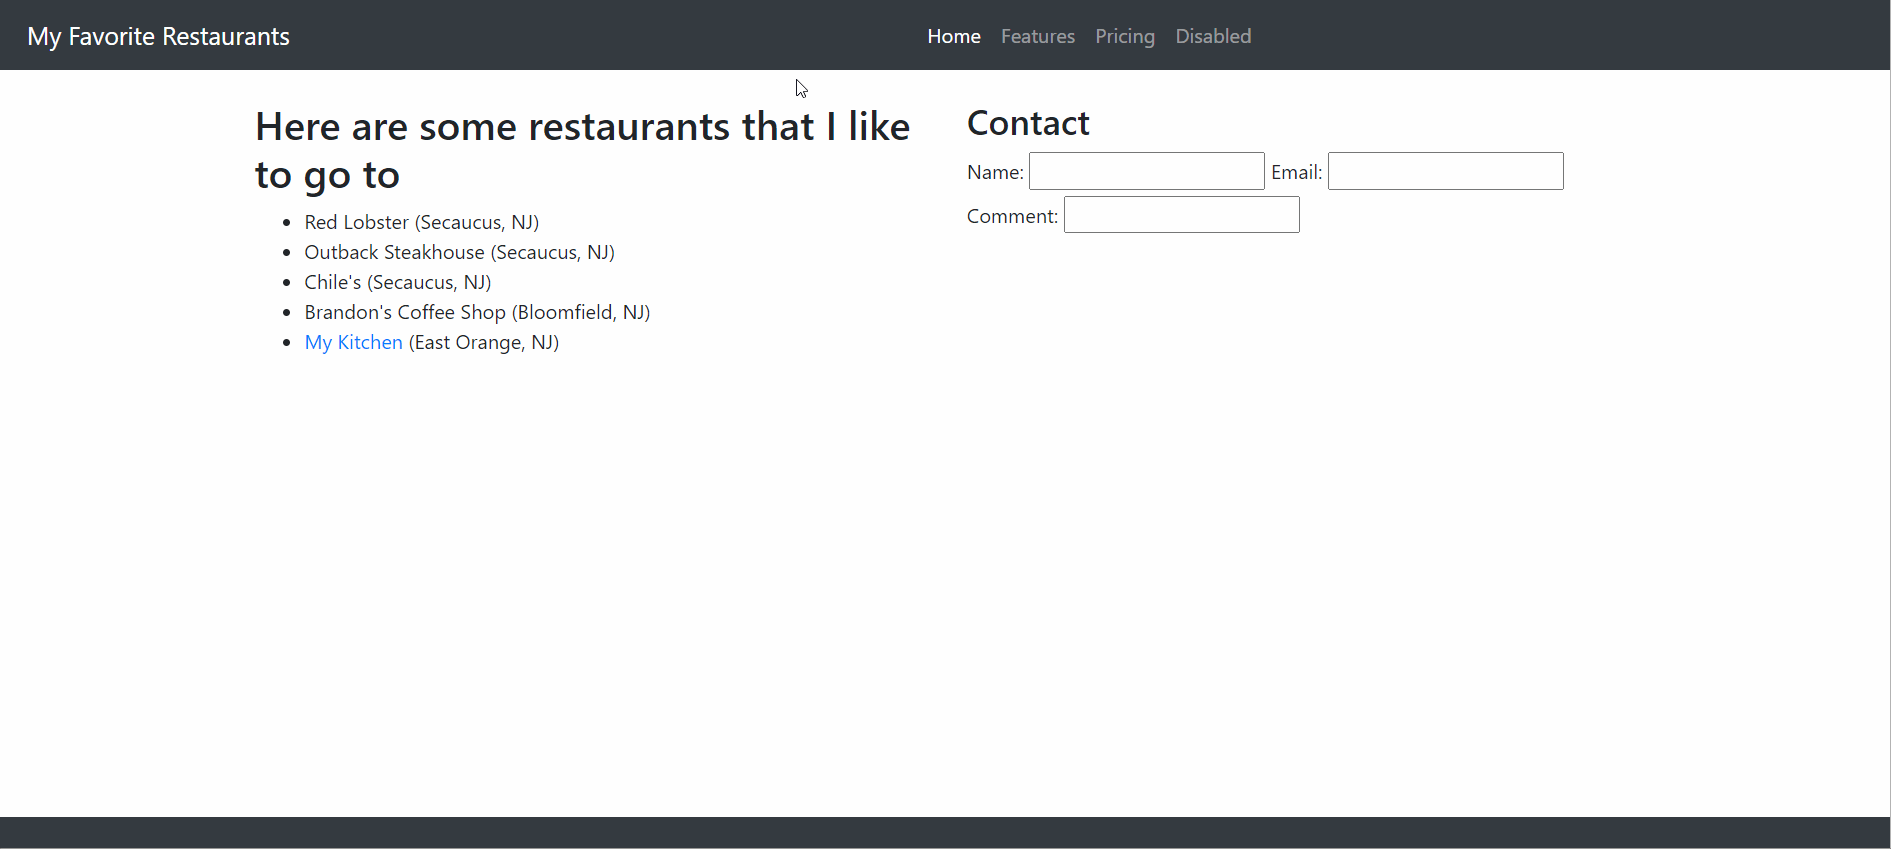 My Favorite Restaurants
Home Features Pricing Disabled
Here are some restaurants that I like
to go to
Red Lobster (Secaucus, NJ)
Outback Steakhouse (Secaucus, NJ)
Chile's (Secaucus, NJ)
Brandon's Coffee Shop (Bloomfield, NJ)
My Kitchen (East Orange, NJ)
Contact
Name: Email:
Comment: